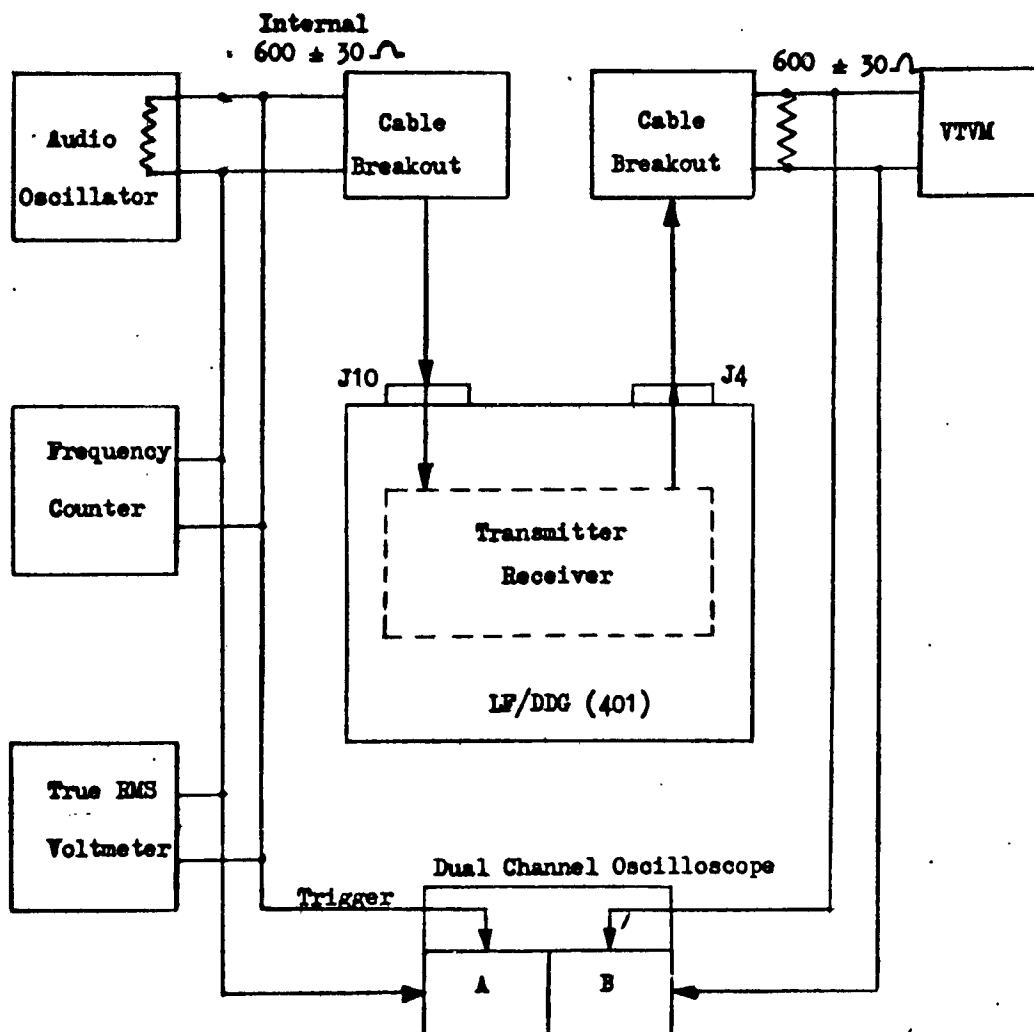 Internal
600 ± 30 Ω
600 ± 30 Ω
Audio
Oscillator
Cable
Breakout
Cable
Breakout
VTVM
J10
J4
Frequency
Counter
Transmitter
Receiver
LF/DDG (401)
True RMS
Voltmeter
Dual Channel Oscilloscope
Trigger
A
B